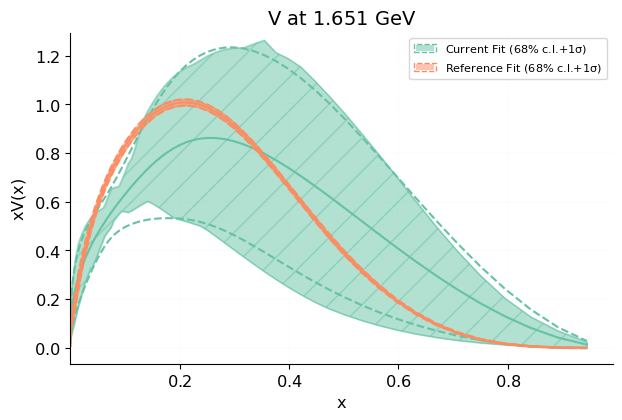 V at 1.651 GeV
Current Fit (68% c.l.+1σ)
Reference Fit (68% c.l.+1σ)
xV(x)
1.2
1.0
0.8
0.6
0.4
0.2
0.0
0.2 0.4 0.6 0.8
x